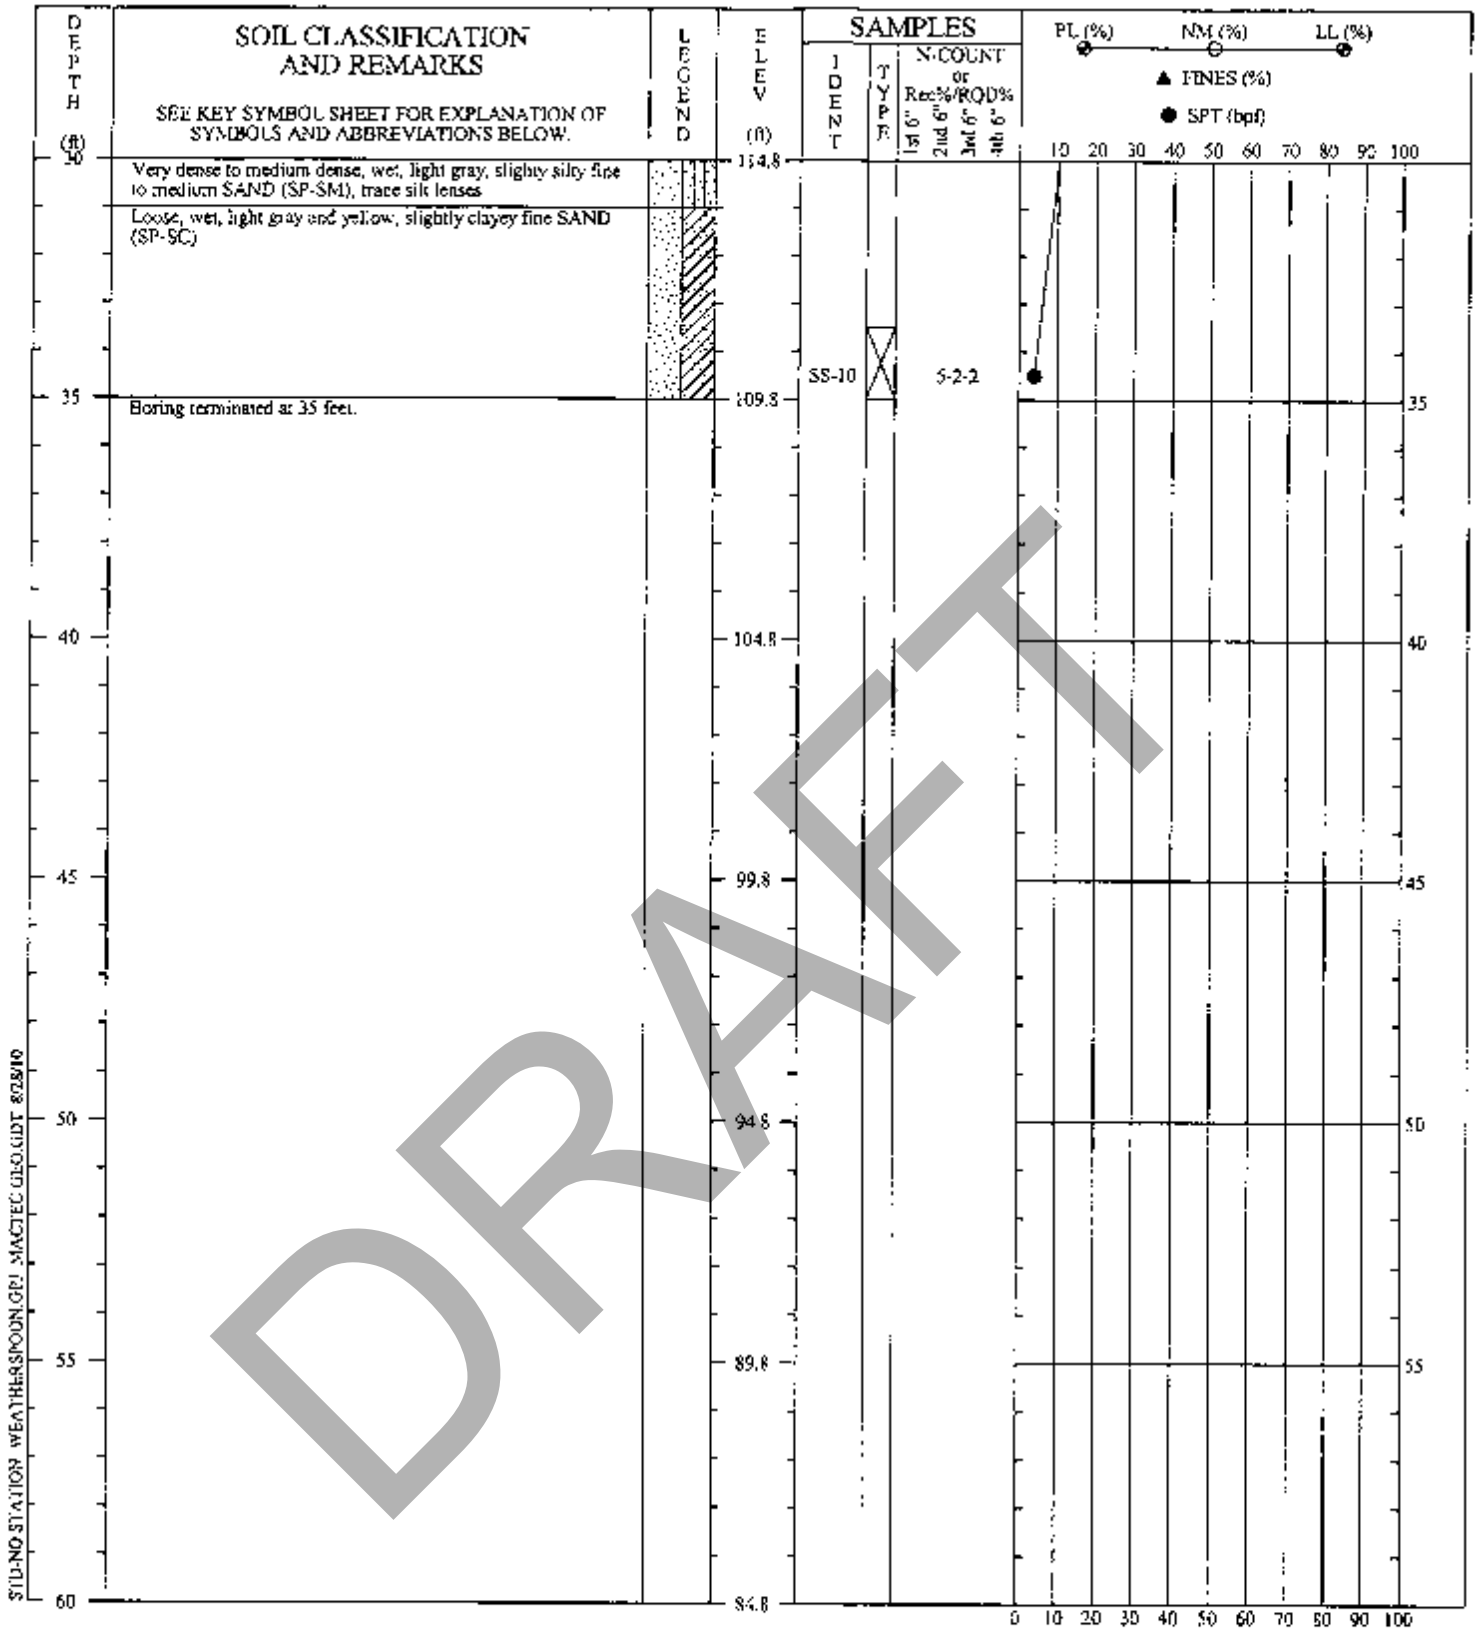 DEPTH
(ft)
SOIL CLASSIFICATION
AND REMARKS
SEE KEY SYMBOL SHEET FOR EXPLANATION OF
SYMBOLS AND ABBREVIATIONS BELOW.
LEGEND
ELEV
(ft)
SAMPLES
IDENT
TYPE
N-COUNT
or
Rec%/RQD%
1st 6"
2nd 6"
3rd 6"
4th 6"
PL (%) NM (%) LL (%)
▲ FINES (%)
● SPT (bpf)
10 20 30 40 50 60 70 80 90 100
30
114.8
Very dense to medium dense, wet, light gray, slighty silty fine
to medium SAND (SP-SM), trace silt lenses
Loose, wet, light gray and yellow, slightly clayey fine SAND
(SP-SC)
SS-10 5-2-2
35 109.8 35
Boring terminated at 35 feet.
40 104.8 40
45 99.8 45
50 94.8 50
55 89.8 55
60 84.8
0 10 20 30 40 50 60 70 80 90 100
STD-NO STATION WEATHERSPOON.GPJ MACTEC GEO.GDT 8/28/10
DRAFT